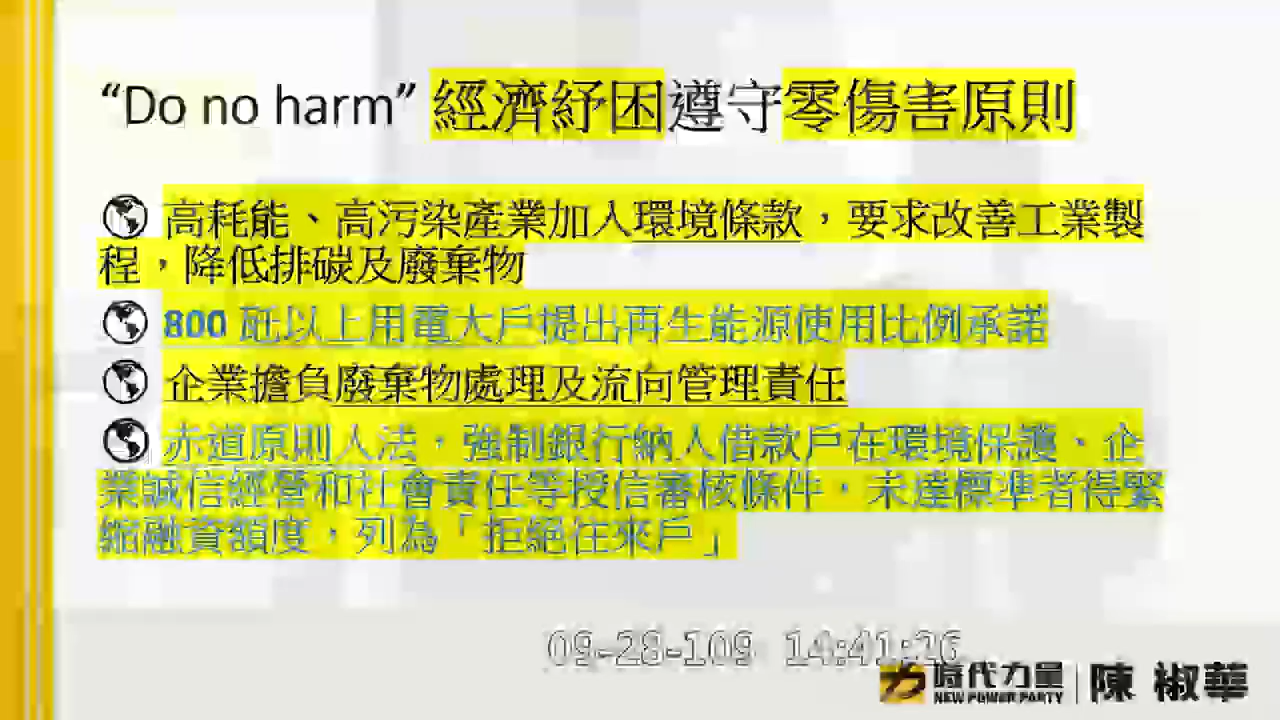 “Do no harm” 經濟紓困遵守零傷害原則
高耗能、高污染產業加入環境條款，要求改善工業製
程，降低排碳及廢棄物
800 瓩以上用電大戶提出再生能源使用比例承諾
企業擔負廢棄物處理及流向管理責任
赤道原則入法，強制銀行納入借款戶在環境保護、企
業誠信經營和社會責任等授信審核條件，未達標準者得緊
縮融資額度，列為「拒絕往來戶」
09-28-109 14:41:26
時代力量 陳 椒華
NEW POWER PARTY